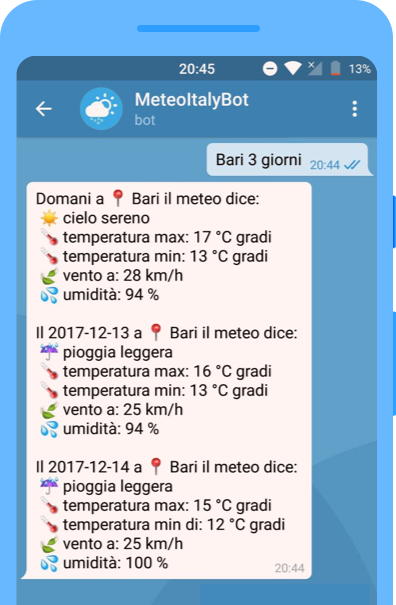 20:45
13%
MeteoItalyBot
bot
Bari 3 giorni 20:44
Domani a 📍 Bari il meteo dice:
☀️ cielo sereno
🌡️ temperatura max: 17 °C gradi
🌡️ temperatura min: 13 °C gradi
🍃 vento a: 28 km/h
💦 umidità: 94 %
Il 2017-12-13 a 📍 Bari il meteo dice:
☔ pioggia leggera
🌡️ temperatura max: 16 °C gradi
🌡️ temperatura min: 13 °C gradi
🍃 vento a: 25 km/h
💦 umidità: 94 %
Il 2017-12-14 a 📍 Bari il meteo dice:
☔ pioggia leggera
🌡️ temperatura max: 15 °C gradi
🌡️ temperatura min di: 12 °C gradi
🍃 vento a: 25 km/h
💦 umidità: 100 %
20:44